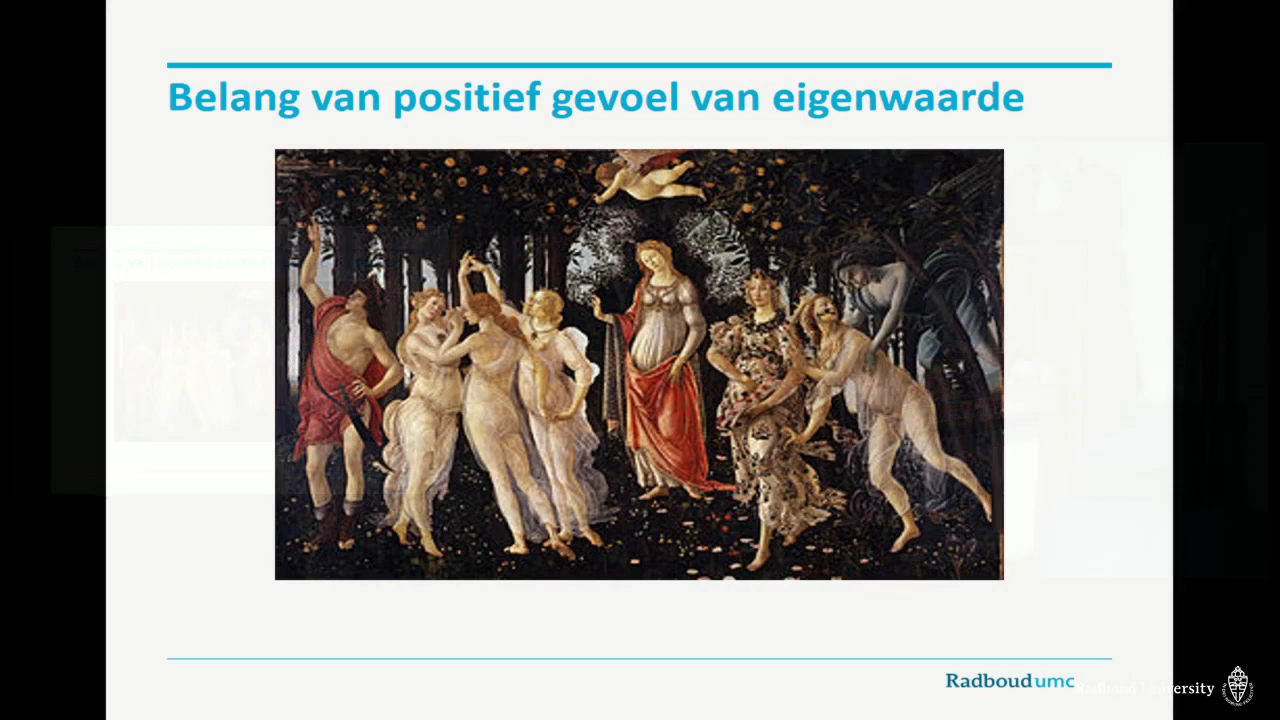 Belang van positief gevoel van eigenwaarde
Radboudumc
Radboud University